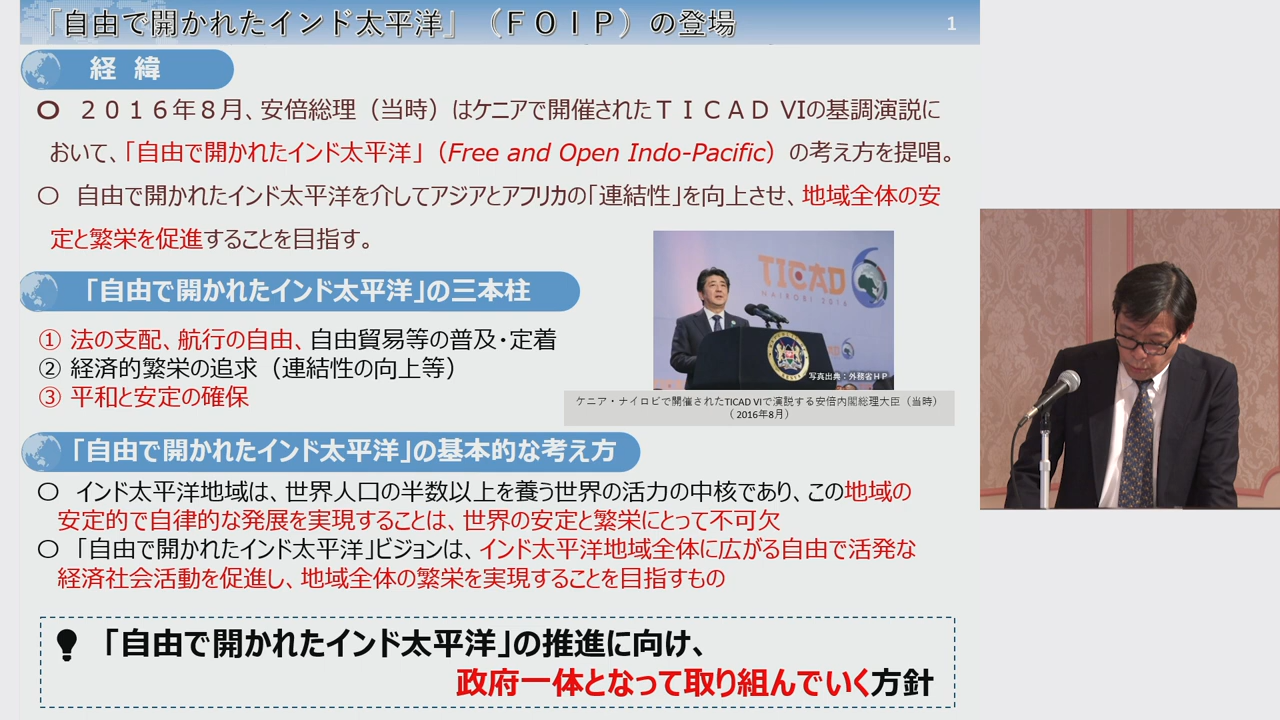 「自由で開かれたインド太平洋」（ＦＯＩＰ）の登場
1
経 緯
○ ２０１６年８月、安倍総理（当時）はケニアで開催されたＴＩＣＡＤ Ⅵの基調演説に
おいて、「自由で開かれたインド太平洋」（Free and Open Indo-Pacific）の考え方を提唱。
○ 自由で開かれたインド太平洋を介してアジアとアフリカの「連結性」を向上させ、地域全体の安
定と繁栄を促進することを目指す。
「自由で開かれたインド太平洋」の三本柱
① 法の支配、航行の自由、自由貿易等の普及・定着
② 経済的繁栄の追求（連結性の向上等）
③ 平和と安定の確保
TICAD 6
NAIROBI 2016
写真出典：外務省ＨＰ
ケニア・ナイロビで開催されたTICAD Ⅵで演説する安倍内閣総理大臣（当時）
（ 2016年8月）
「自由で開かれたインド太平洋」の基本的な考え方
○ インド太平洋地域は、世界人口の半数以上を養う世界の活力の中核であり、この地域の
安定的で自律的な発展を実現することは、世界の安定と繁栄にとって不可欠
○ 「自由で開かれたインド太平洋」ビジョンは、インド太平洋地域全体に広がる自由で活発な
経済社会活動を促進し、地域全体の繁栄を実現することを目指すもの
「自由で開かれたインド太平洋」の推進に向け、
政府一体となって取り組んでいく方針